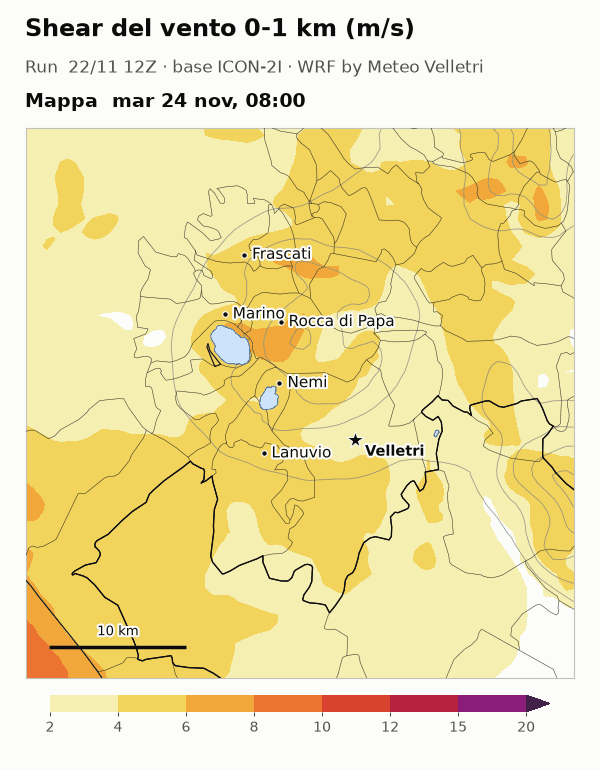 Shear del vento 0-1 km (m/s)
Run  22/11 12Z · base ICON-2I · WRF by Meteo Velletri
Mappa  mar 24 nov, 08:00
Frascati
Marino
Rocca di Papa
Nemi
Velletri
Lanuvio
10 km
2 4 6 8 10 12 15 20